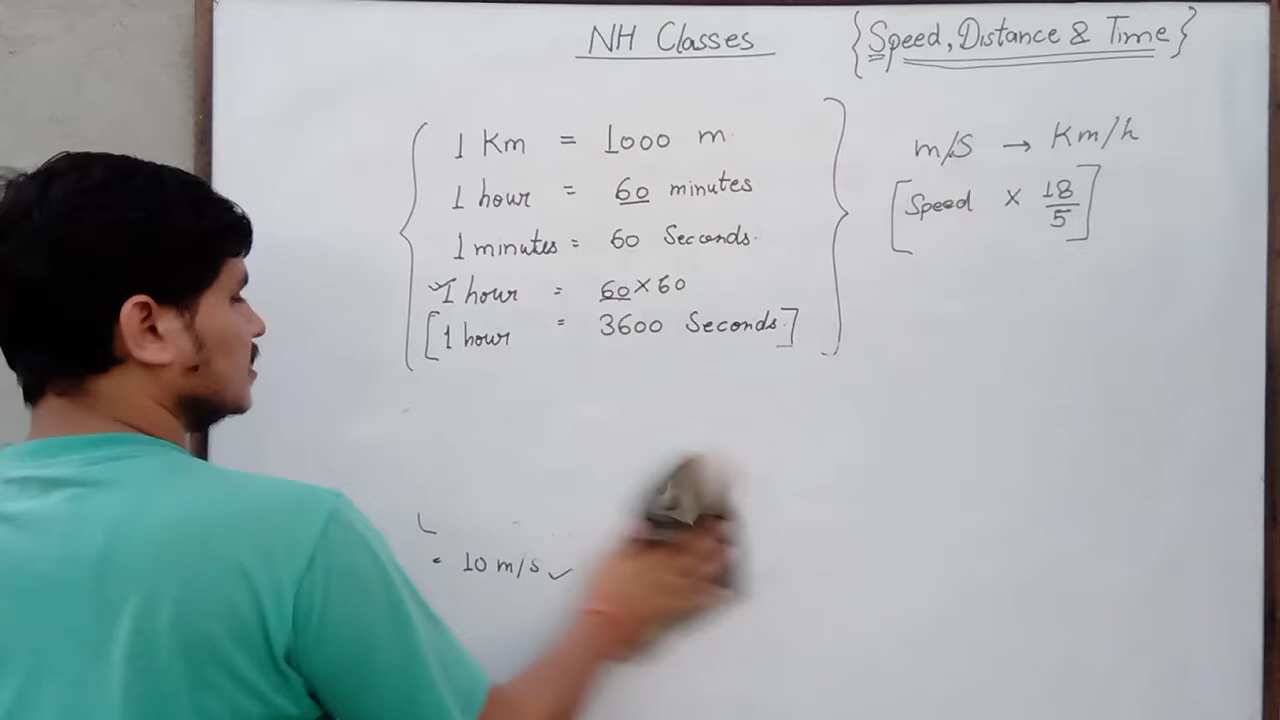 NH Classes {Speed, Distance & Time}
1 Km = 1000 m
1 hour = 60 minutes
1 minutes = 60 Seconds.
1 hour = 60×60
[1 hour = 3600 Seconds.]
m/s → Km/h
[Speed × 18/5]
= 10 m/s ✓